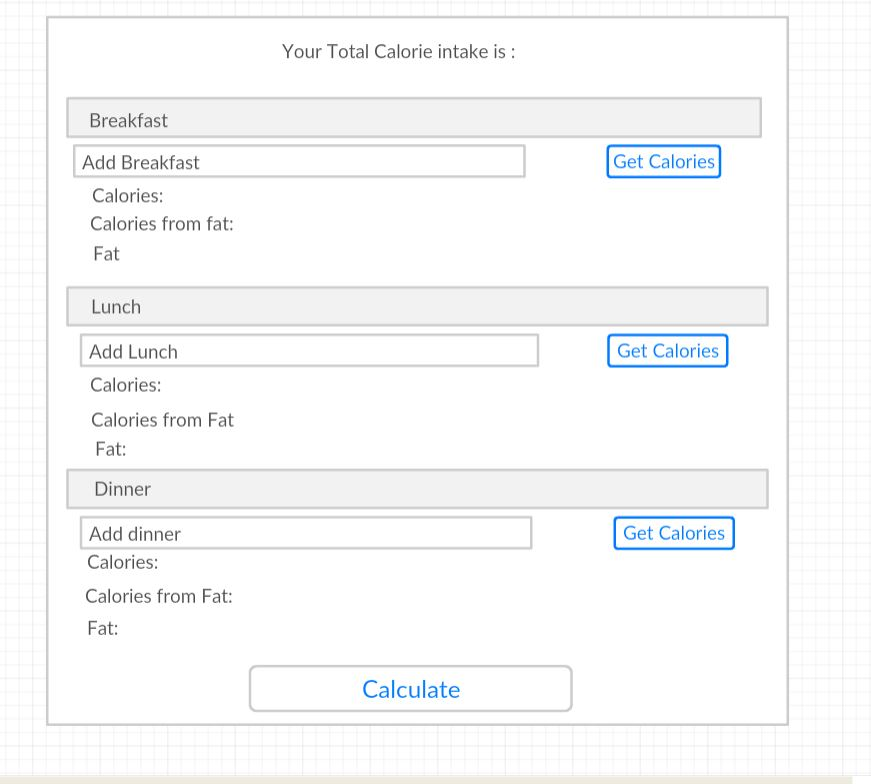 Your Total Calorie intake is :
Breakfast
Add Breakfast
Get Calories
Calories:
Calories from fat:
Fat
Lunch
Add Lunch
Get Calories
Calories:
Calories from Fat
Fat:
Dinner
Add dinner
Get Calories
Calories:
Calories from Fat:
Fat:
Calculate